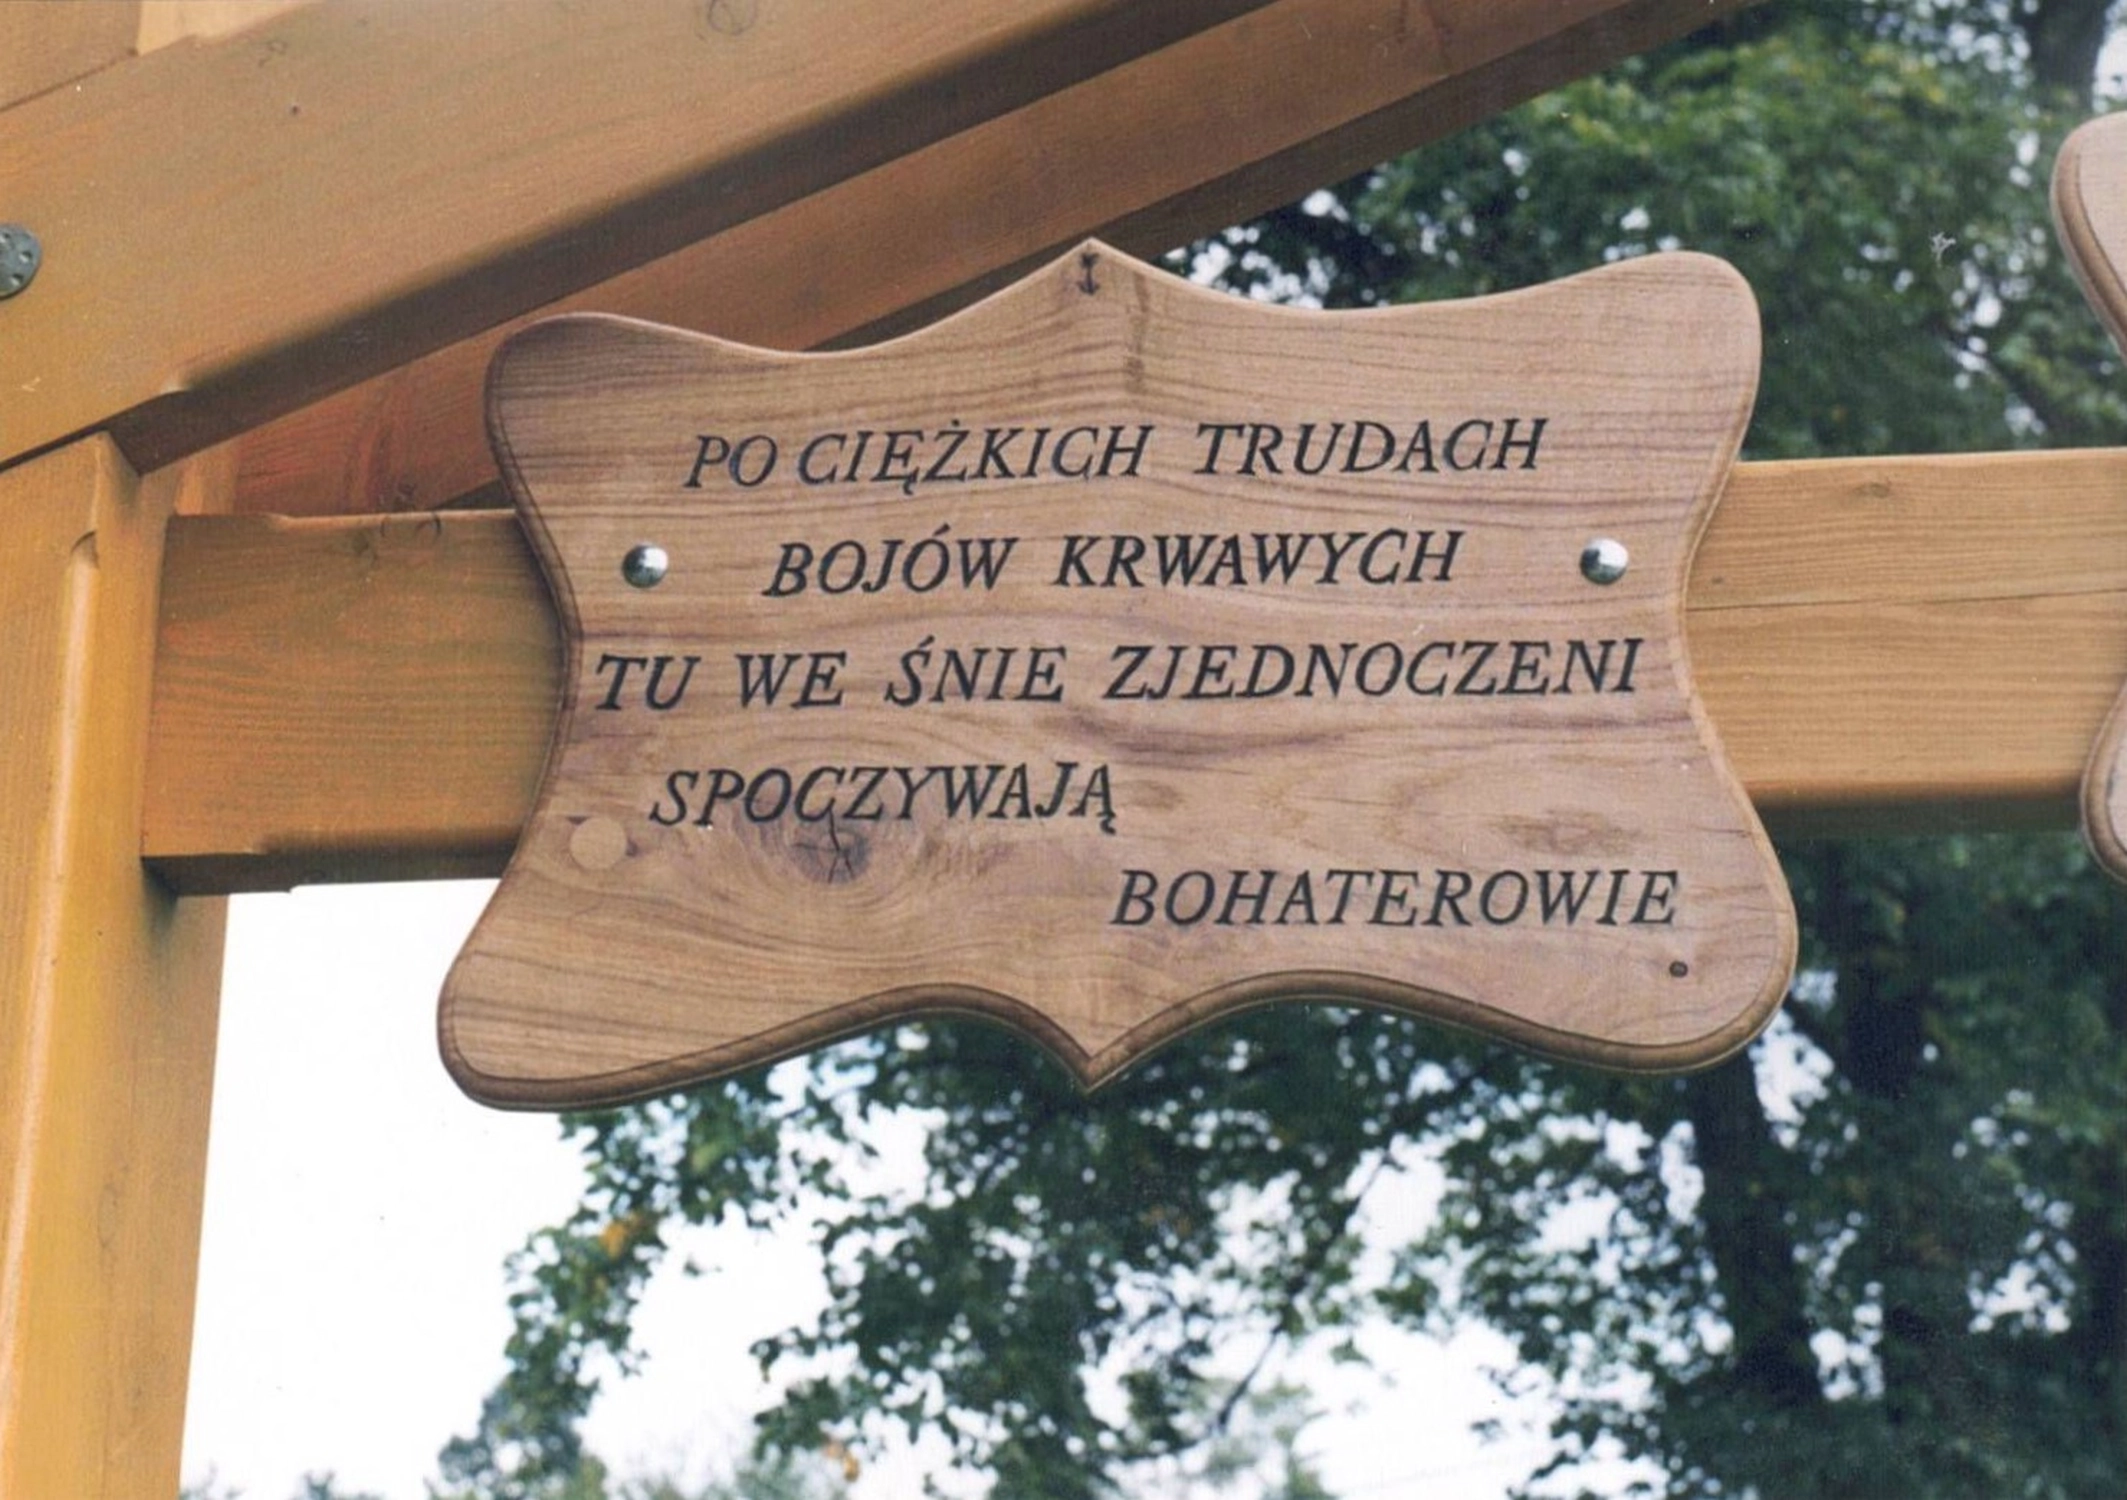 PO CIĘŻKICH TRUDACH
BOJÓW KRWAWYCH
TU WE ŚNIE ZJEDNOCZENI
SPOCZYWAJĄ
BOHATEROWIE